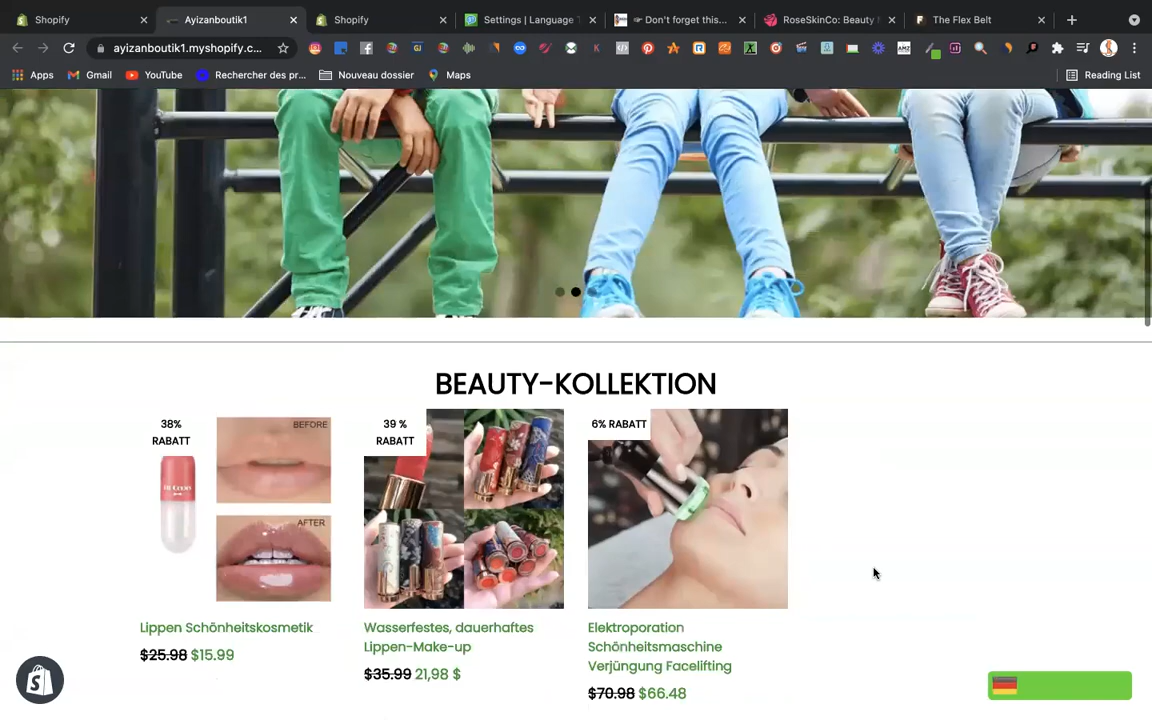 Shopify
Ayizanboutik1
Shopify
Settings | Language T
Don't forget this...
RoseSkinCo: Beauty M
The Flex Belt
ayizanboutik1.myshopify.c...
Apps
Gmail
YouTube
Rechercher des pr...
Nouveau dossier
Maps
Reading List
BEAUTY-KOLLEKTION
38%
RABATT
BEFORE
AFTER
39 %
RABATT
6% RABATT
Lippen Schönheitskosmetik
$25.98 $15.99
Wasserfestes, dauerhaftes
Lippen-Make-up
$35.99 21,98 $
Elektroporation
Schönheitsmaschine
Verjüngung Facelifting
$70.98 $66.48